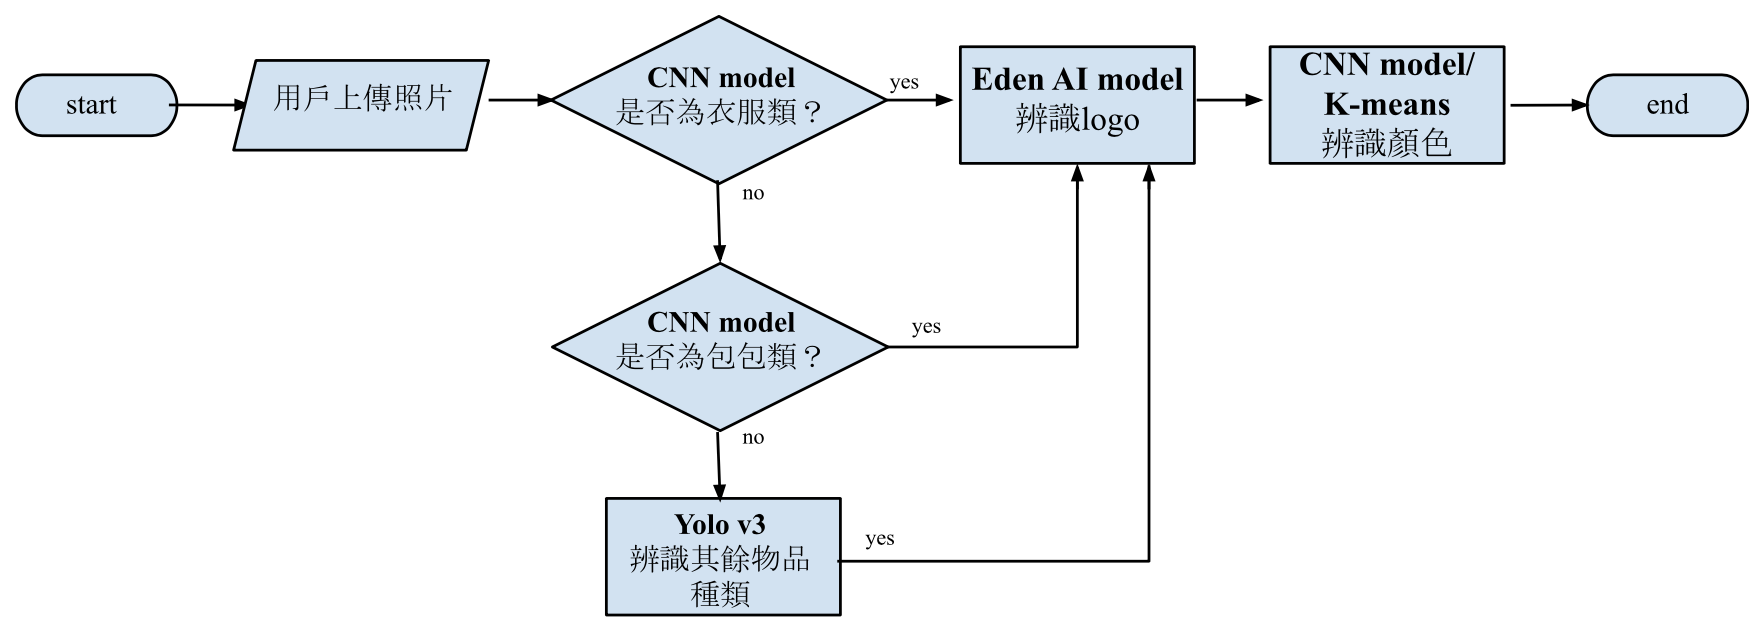 start
用戶上傳照片
CNN model
是否為衣服類？
yes
Eden AI model
辨識logo
CNN model/
K-means
辨識顏色
end
no
CNN model
是否為包包類？
yes
no
Yolo v3
辨識其餘物品
種類
yes